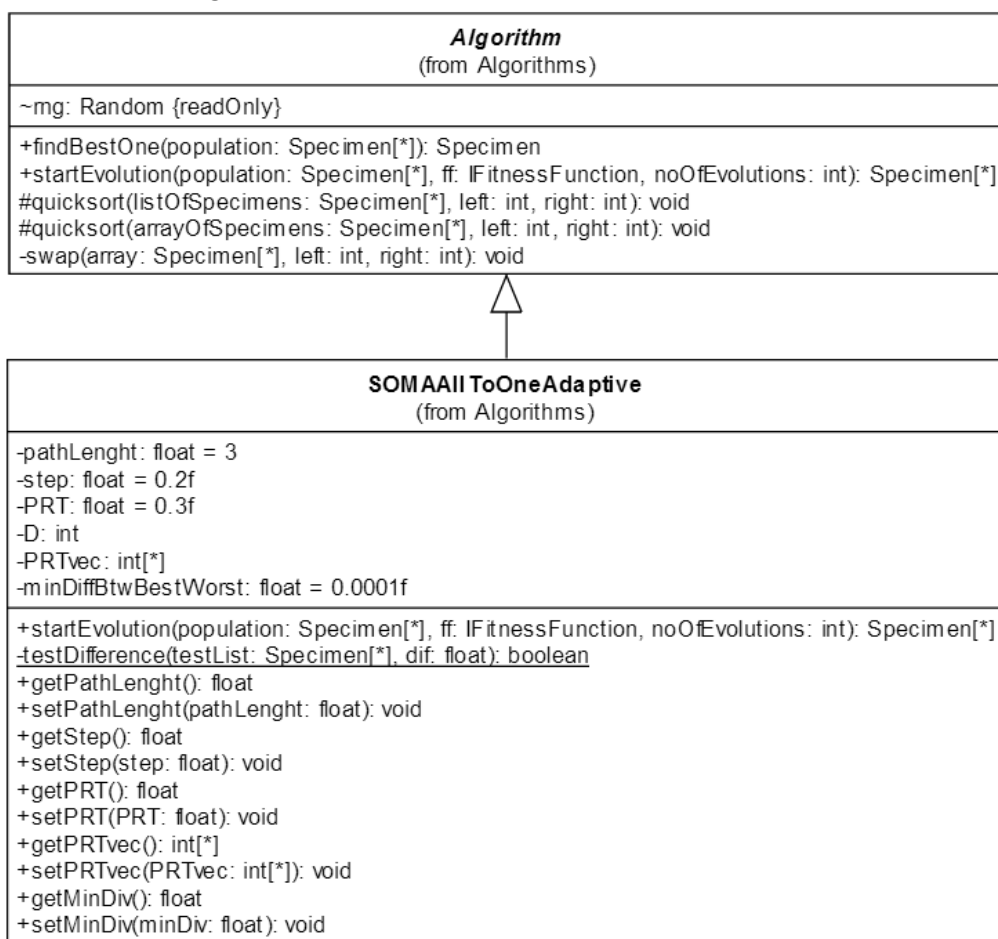 Algorithm
(from Algorithms)
~rng: Random {readOnly}
+findBestOne(population: Specimen[*]): Specimen
+startEvolution(population: Specimen[*], ff: IFitnessFunction, noOfEvolutions: int): Specimen[*]
#quicksort(listOfSpecimens: Specimen[*], left: int, right: int): void
#quicksort(arrayOfSpecimens: Specimen[*], left: int, right: int): void
-swap(array: Specimen[*], left: int, right: int): void
SOMAAllToOneAdaptive
(from Algorithms)
-pathLenght: float = 3
-step: float = 0.2f
-PRT: float = 0.3f
-D: int
-PRTvec: int[*]
-minDiffBtwBestWorst: float = 0.0001f
+startEvolution(population: Specimen[*], ff: IFitnessFunction, noOfEvolutions: int): Specimen[*]
-testDifference(testList: Specimen[*], dif: float): boolean
+getPathLenght(): float
+setPathLenght(pathLenght: float): void
+getStep(): float
+setStep(step: float): void
+getPRT(): float
+setPRT(PRT: float): void
+getPRTvec(): int[*]
+setPRTvec(PRTvec: int[*]): void
+getMinDiv(): float
+setMinDiv(minDiv: float): void